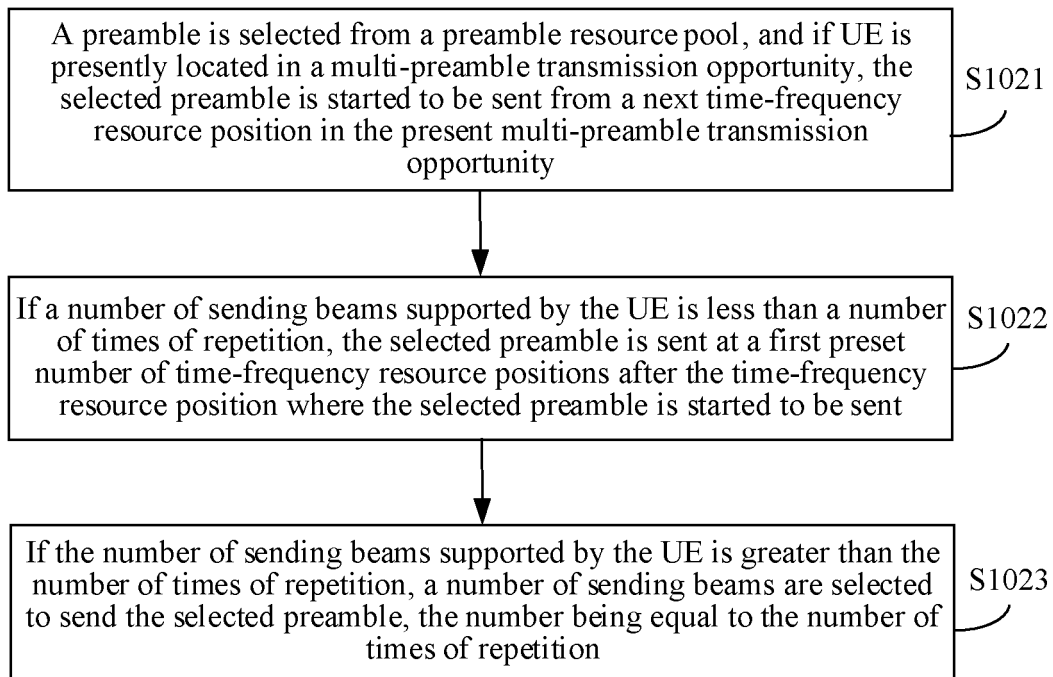 A preamble is selected from a preamble resource pool, and if UE is
presently located in a multi-preamble transmission opportunity, the
selected preamble is started to be sent from a next time-frequency
resource position in the present multi-preamble transmission
opportunity
S1021
If a number of sending beams supported by the UE is less than a number
of times of repetition, the selected preamble is sent at a first preset
number of time-frequency resource positions after the time-frequency
resource position where the selected preamble is started to be sent
S1022
If the number of sending beams supported by the UE is greater than the
number of times of repetition, a number of sending beams are selected
to send the selected preamble, the number being equal to the number of
times of repetition
S1023